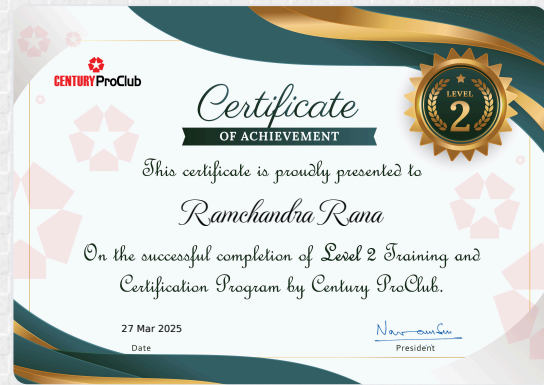 CENTURY ProClub
LEVEL
2
Certificate
OF ACHIEVEMENT
This certificate is proudly presented to
Ramchandra Rana
On the successful completion of Level 2 Training and
Certification Program by Century ProClub.
27 Mar 2025
Date
President